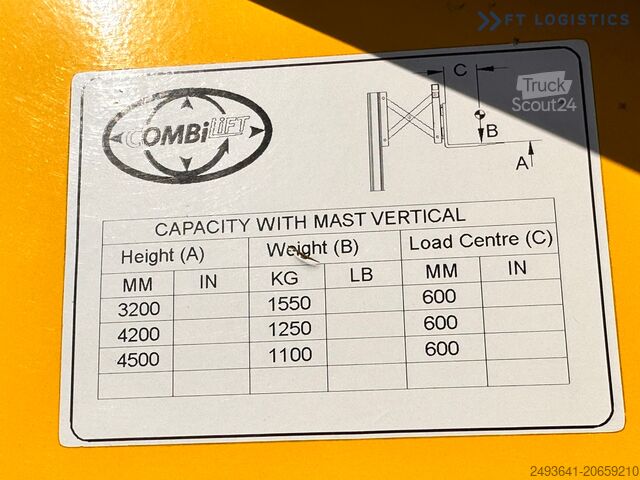 FT LOGISTICS
Truck
Scout24
COMBiLiFT
C
B
A
CAPACITY WITH MAST VERTICAL
Height (A) Weight (B) Load Centre (C)
MM IN KG LB MM IN
3200 1550 600
4200 1250 600
4500 1100 600
2493641-20659210